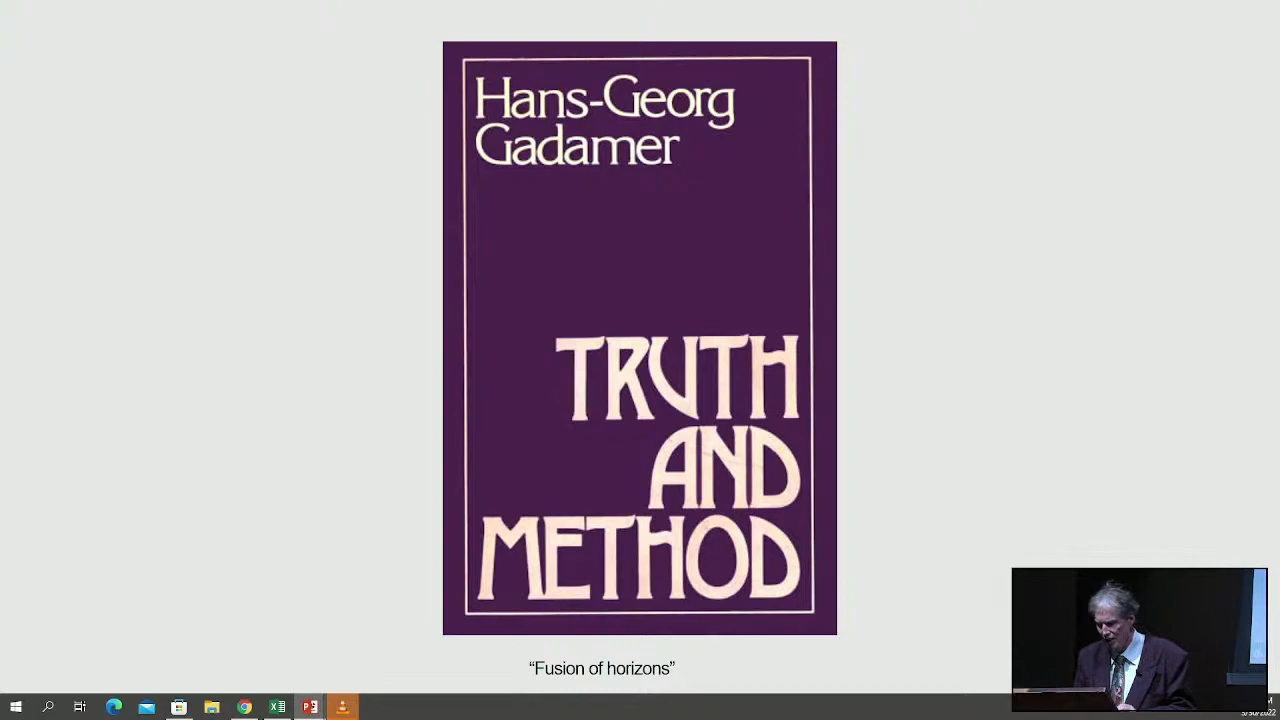 Hans-Georg
Gadamer
TRUTH
AND
METHOD
“Fusion of horizons”